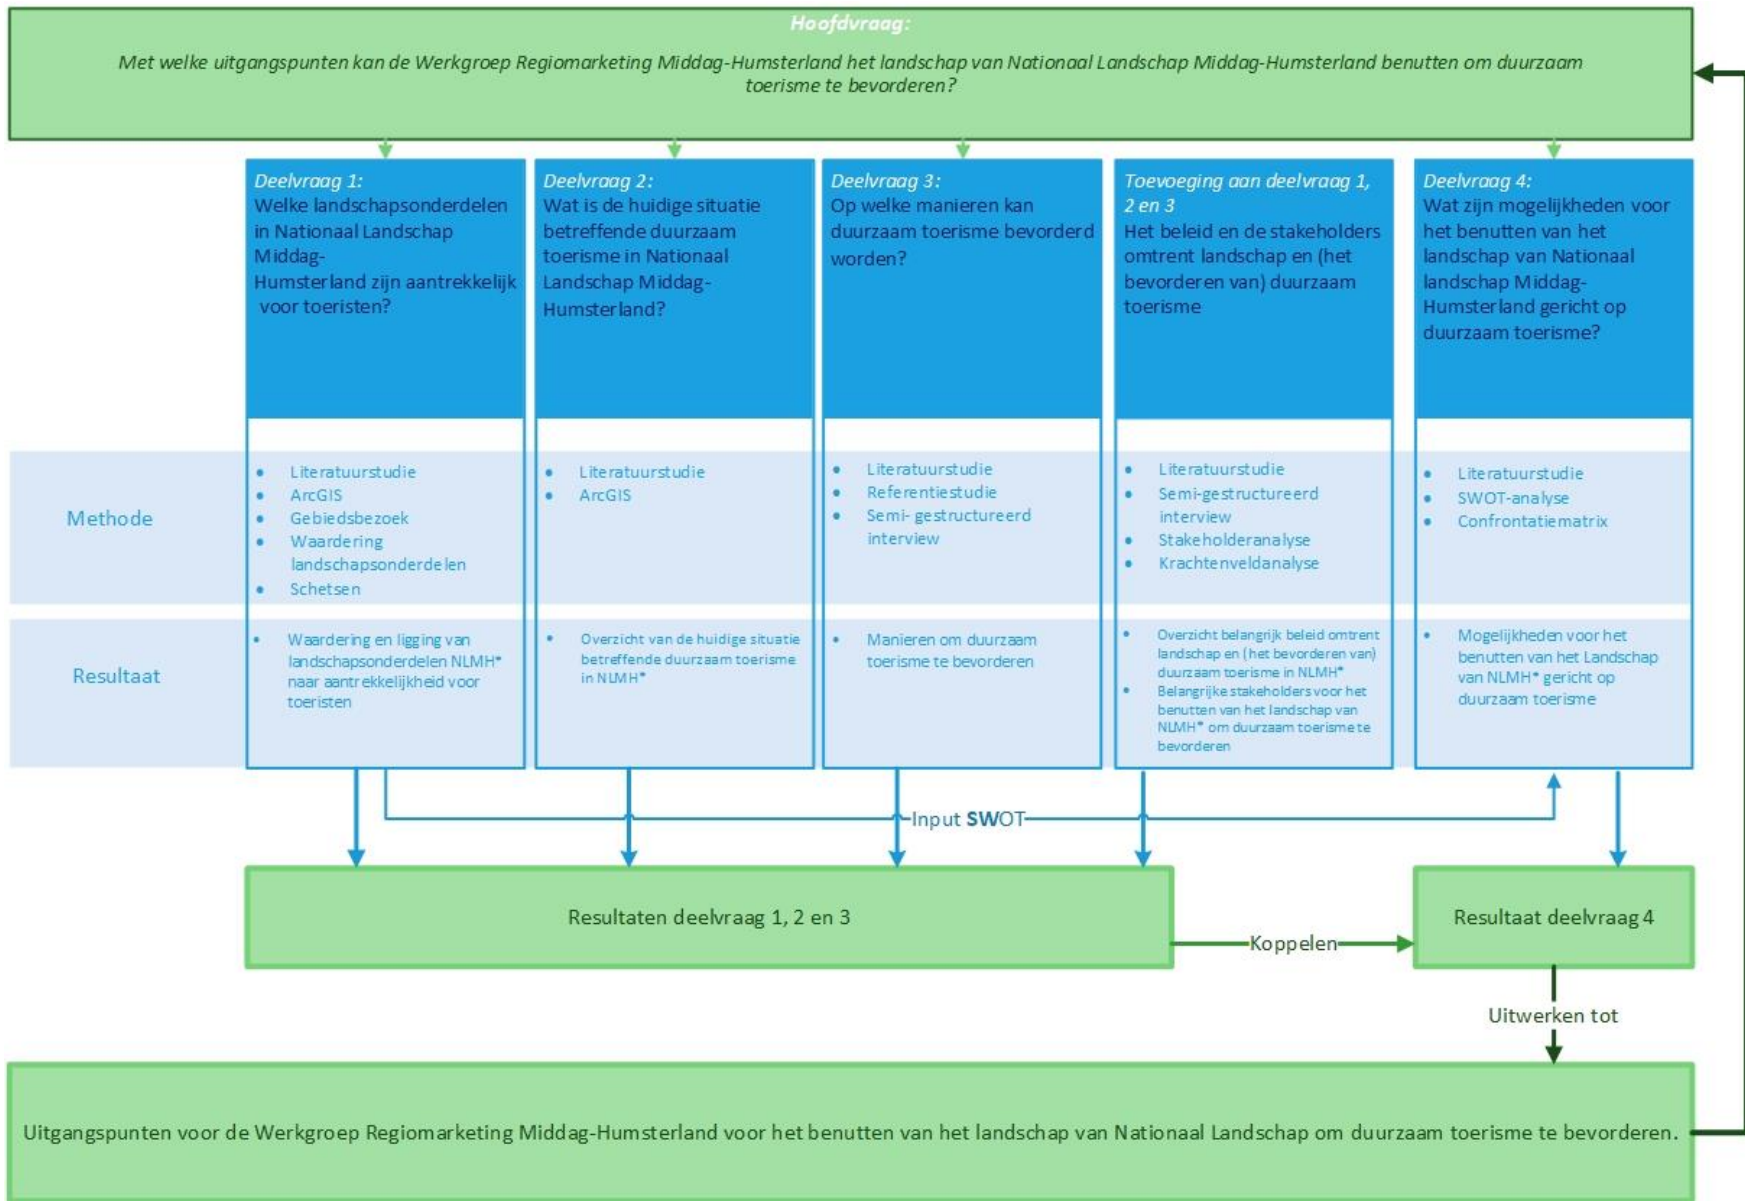 Hoofdvraag:
Met welke uitgangspunten kan de Werkgroep Regiomarketing Middag-Humsterland het landschap van Nationaal Landschap Middag-Humsterland benutten om duurzaam
toerisme te bevorderen?
Deelvraag 1:
Welke landschapsonderdelen
in Nationaal Landschap
Middag-
Humsterland zijn aantrekkelijk
voor toeristen?
Deelvraag 2:
Wat is de huidige situatie
betreffende duurzaam
toerisme in Nationaal
Landschap Middag-
Humsterland?
Deelvraag 3:
Op welke manieren kan
duurzaam toerisme bevorderd
worden?
Toevoeging aan deelvraag 1,
2 en 3
Het beleid en de stakeholders
omtrent landschap en (het
bevorderen van) duurzaam
toerisme
Deelvraag 4:
Wat zijn mogelijkheden voor
het benutten van het
landschap van Nationaal
landschap Middag-
Humsterland gericht op
duurzaam toerisme?
Methode
• Literatuurstudie
• ArcGIS
• Gebiedsbezoek
• Waardering
landschapsonderdelen
• Schetsen
• Literatuurstudie
• ArcGIS
• Literatuurstudie
• Referentiestudie
• Semi- gestructureerd
interview
• Literatuurstudie
• Semi-gestructureerd
interview
• Stakeholderanalyse
• Krachtenveldanalyse
• Literatuurstudie
• SWOT-analyse
• Confrontatiematrix
Resultaat
• Waardering en ligging van
landschapsonderdelen NLMH*
naar aantrekkelijkheid voor
toeristen
• Overzicht van de huidige situatie
betreffende duurzaam toerisme
in NLMH*
• Manieren om duurzaam
toerisme te bevorderen
• Overzicht belangrijk beleid omtrent
landschap en (het bevorderen van)
duurzaam toerisme in NLMH*
• Belangrijke stakeholders voor het
benutten van het landschap van
NLMH* om duurzaam toerisme te
bevorderen
• Mogelijkheden voor het
benutten van het Landschap
van NLMH* gericht op
duurzaam toerisme
Input SWOT
Resultaten deelvraag 1, 2 en 3
Koppelen
Resultaat deelvraag 4
Uitwerken tot
Uitgangspunten voor de Werkgroep Regiomarketing Middag-Humsterland voor het benutten van het landschap van Nationaal Landschap om duurzaam toerisme te bevorderen.